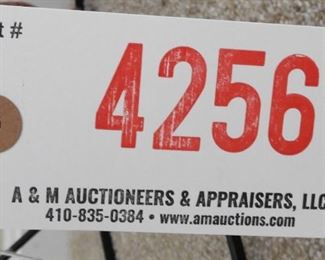 t #
4256
A & M AUCTIONEERS & APPRAISERS, LLC
410-835-0384 • www.amauctions.com